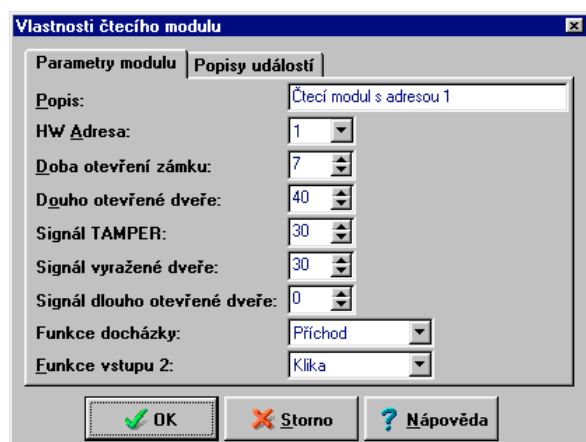 Vlastnosti čtecího modulu
Parametry modulu Popisy událostí
Popis: Čtecí modul s adresou 1
HW Adresa: 1
Doba otevření zámku: 7
Douho otevřené dveře: 40
Signál TAMPER: 30
Signál vyražené dveře: 30
Signál dlouho otevřené dveře: 0
Funkce docházky: Příchod
Funkce vstupu 2: Klika
OK Storno ? Nápověda